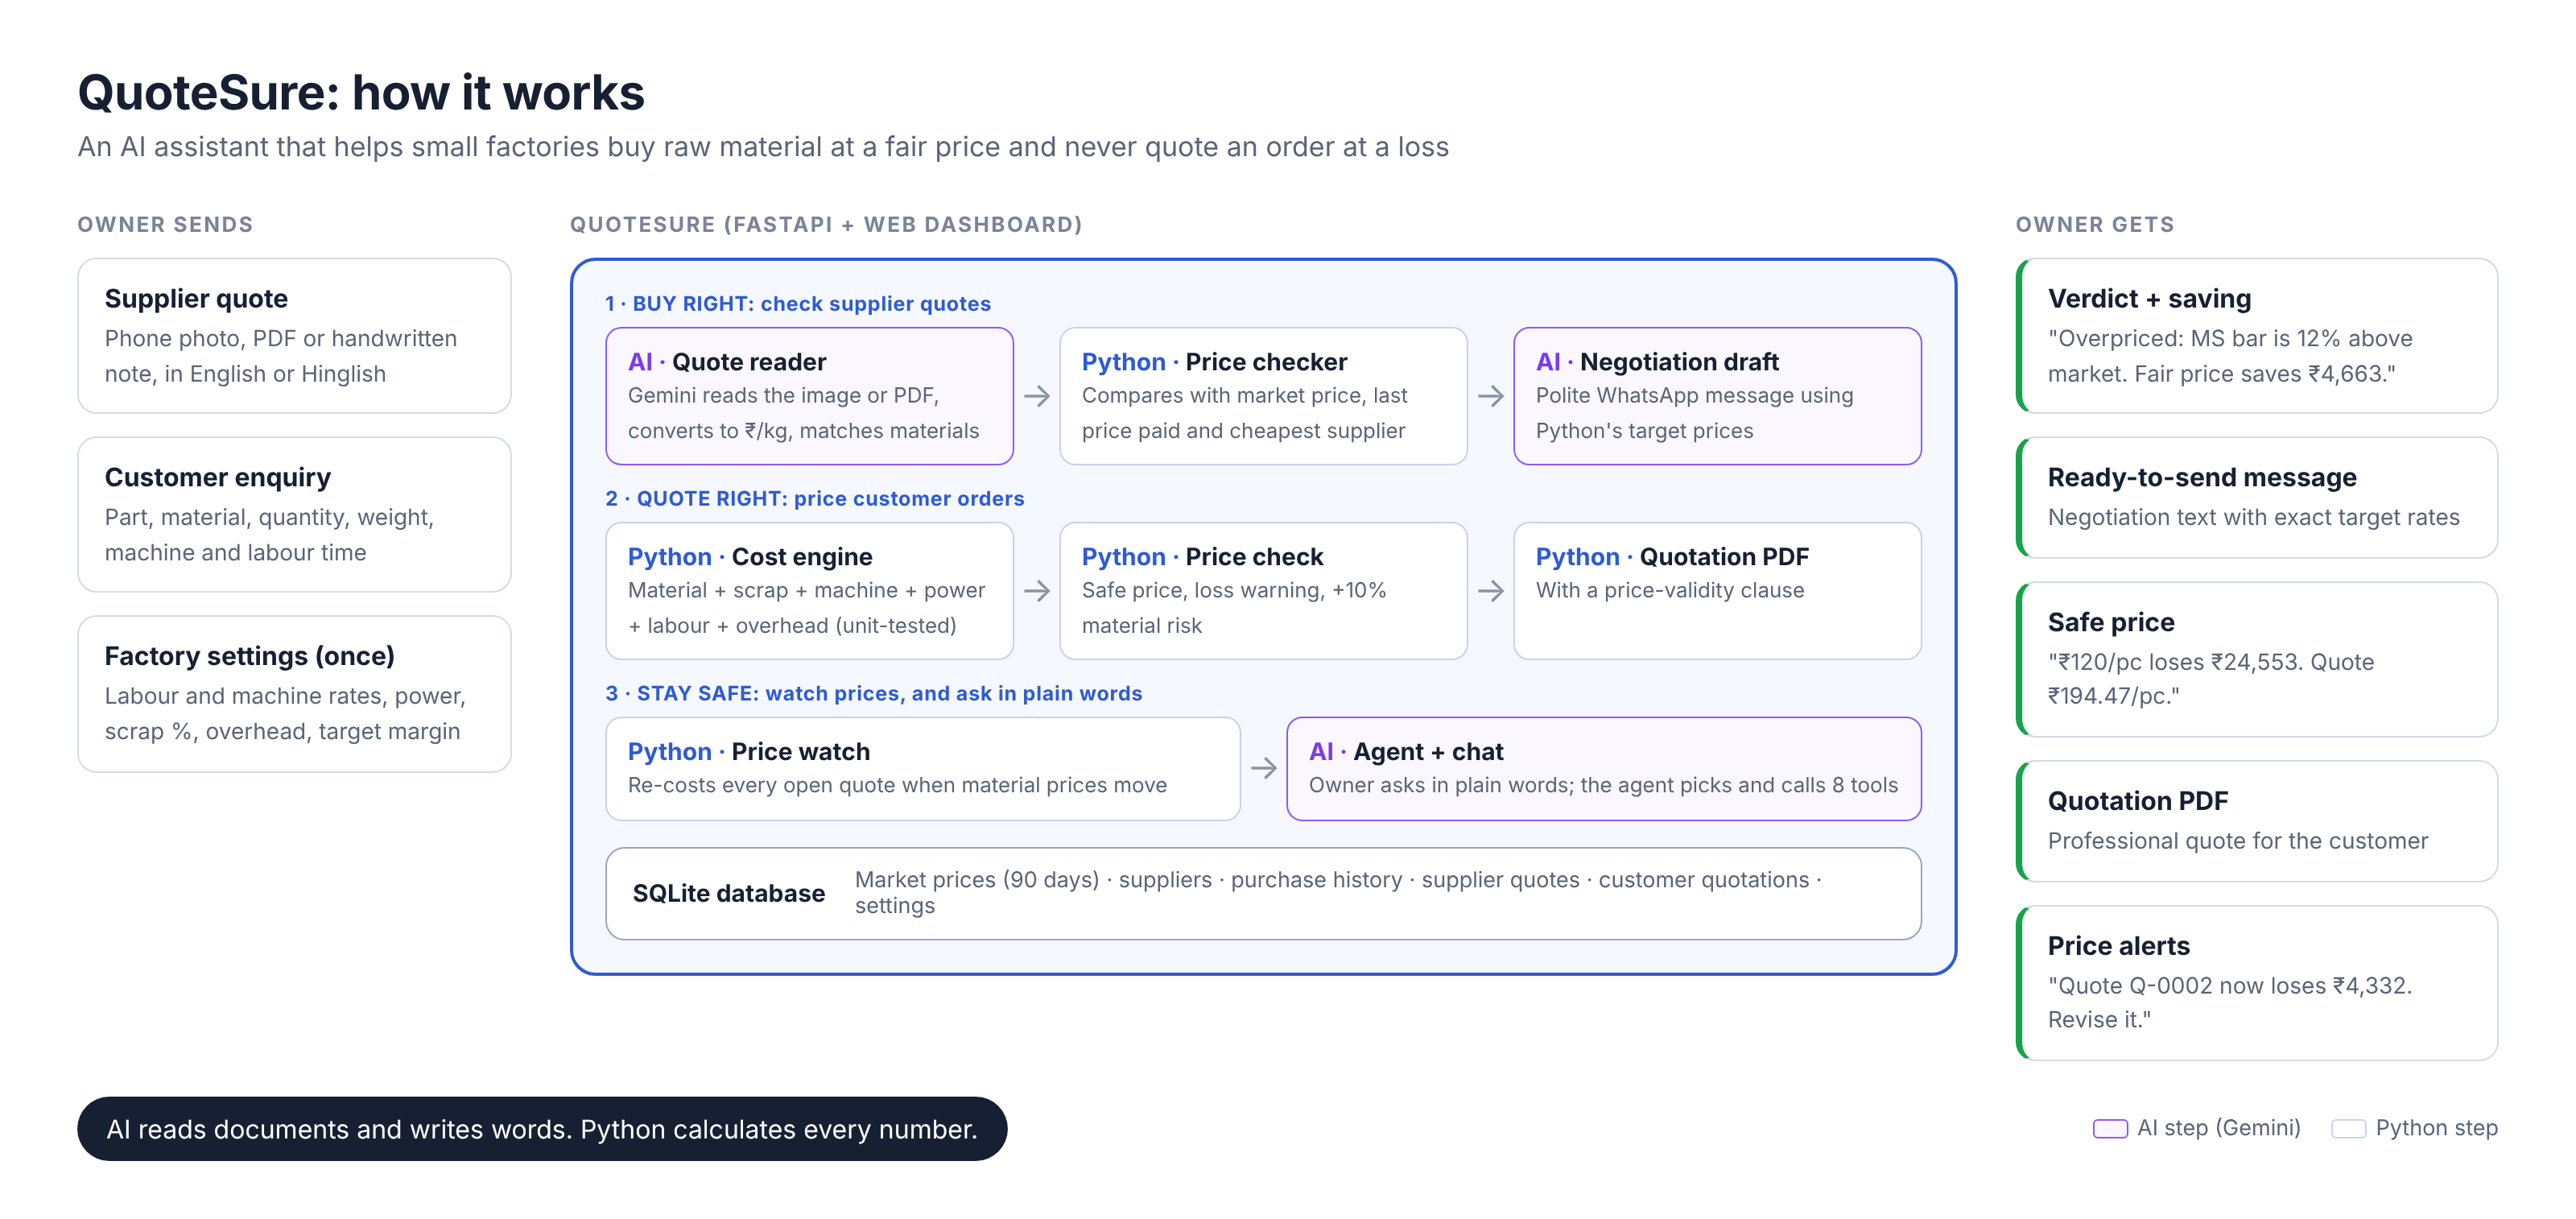 QuoteSure: how it works
An AI assistant that helps small factories buy raw material at a fair price and never quote an order at a loss
OWNER SENDS
Supplier quote
Phone photo, PDF or handwritten
note, in English or Hinglish
Customer enquiry
Part, material, quantity, weight,
machine and labour time
Factory settings (once)
Labour and machine rates, power,
scrap %, overhead, target margin
QUOTESURE (FASTAPI + WEB DASHBOARD)
1 · BUY RIGHT: check supplier quotes
AI · Quote reader
Gemini reads the image or PDF,
converts to ₹/kg, matches materials
→
Python · Price checker
Compares with market price, last
price paid and cheapest supplier
→
AI · Negotiation draft
Polite WhatsApp message using
Python's target prices
2 · QUOTE RIGHT: price customer orders
Python · Cost engine
Material + scrap + machine + power
+ labour + overhead (unit-tested)
→
Python · Price check
Safe price, loss warning, +10%
material risk
→
Python · Quotation PDF
With a price-validity clause
3 · STAY SAFE: watch prices, and ask in plain words
Python · Price watch
Re-costs every open quote when material prices move
→
AI · Agent + chat
Owner asks in plain words; the agent picks and calls 8 tools
SQLite database
Market prices (90 days) · suppliers · purchase history · supplier quotes · customer quotations ·
settings
OWNER GETS
Verdict + saving
"Overpriced: MS bar is 12% above
market. Fair price saves ₹4,663."
Ready-to-send message
Negotiation text with exact target rates
Safe price
"₹120/pc loses ₹24,553. Quote
₹194.47/pc."
Quotation PDF
Professional quote for the customer
Price alerts
"Quote Q-0002 now loses ₹4,332.
Revise it."
AI reads documents and writes words. Python calculates every number.
AI step (Gemini)
Python step